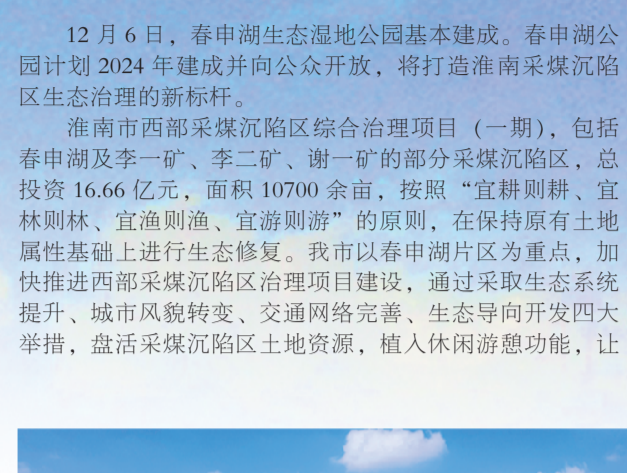 12 月 6 日，春申湖生态湿地公园基本建成。春申湖公
园计划 2024 年建成并向公众开放，将打造淮南采煤沉陷
区生态治理的新标杆。
淮南市西部采煤沉陷区综合治理项目（一期），包括
春申湖及李一矿、李二矿、谢一矿的部分采煤沉陷区，总
投资 16.66 亿元，面积 10700 余亩，按照“宜耕则耕、宜
林则林、宜渔则渔、宜游则游”的原则，在保持原有土地
属性基础上进行生态修复。我市以春申湖片区为重点，加
快推进西部采煤沉陷区治理项目建设，通过采取生态系统
提升、城市风貌转变、交通网络完善、生态导向开发四大
举措，盘活采煤沉陷区土地资源，植入休闲游憩功能，让